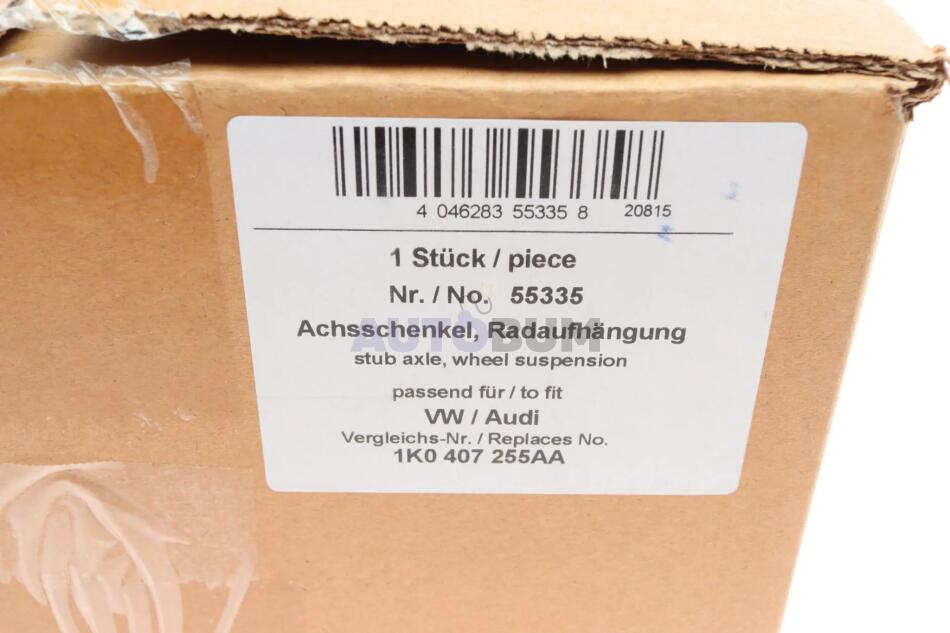 4 046283 55335 8 20815
1 Stück / piece
Nr. / No. 55335
Achsschenkel, Radaufhängung
AUTOBUM
stub axle, wheel suspension
passend für / to fit
VW / Audi
Vergleichs-Nr. / Replaces No.
1K0 407 255AA